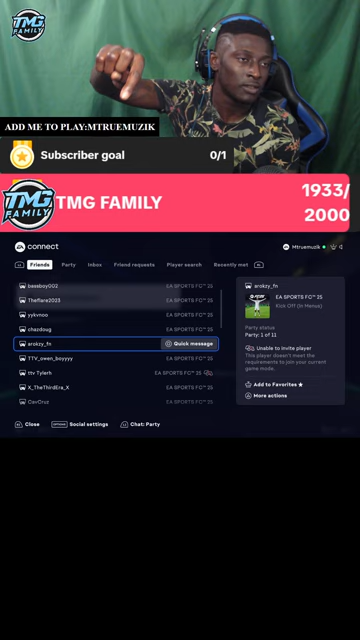 TMG
FAMILY
ADD ME TO PLAY:MTRUEMUZIK
Subscriber goal 0/1
TMG FAMILY 1933/
2000
TMG
FAMILY
EA connect Mtruemuzik
Friends Party Inbox Friend requests Player search Recently met
bessboy002 EA SPORTS FC™ 25
Theflare2023 EA SPORTS FC™ 25
yykvnoo EA SPORTS FC™ 25
chazdoug EA SPORTS FC™ 25
arokzy_fn Quick message
TTV_owen_boyyyy EA SPORTS FC™ 25
ttv Tylerh EA SPORTS FC™ 25
X_TheThirdEra_X EA SPORTS FC™ 25
CavCruz EA SPORTS FC™ 25
arokzy_fn
EA SPORTS FC™ 25
Kick Off (In Menus)
Party status
Party: 1 of 11
Unable to invite player
This player doesn't meet the
requirements to join your current
game mode.
Add to Favorites
More actions
Close OPTIONS Social settings Chat: Party